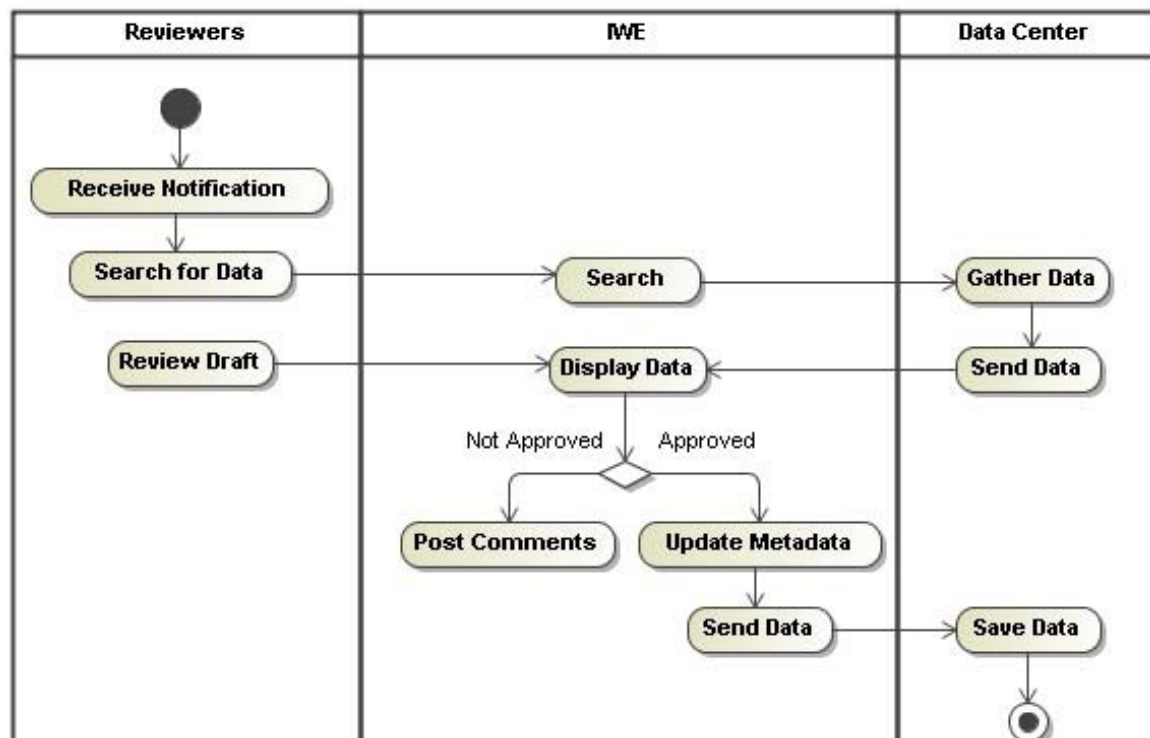 Reviewers
IWE
Data Center
Receive Notification
Search for Data
Search
Gather Data
Review Draft
Display Data
Send Data
Not Approved
Approved
Post Comments
Update Metadata
Send Data
Save Data